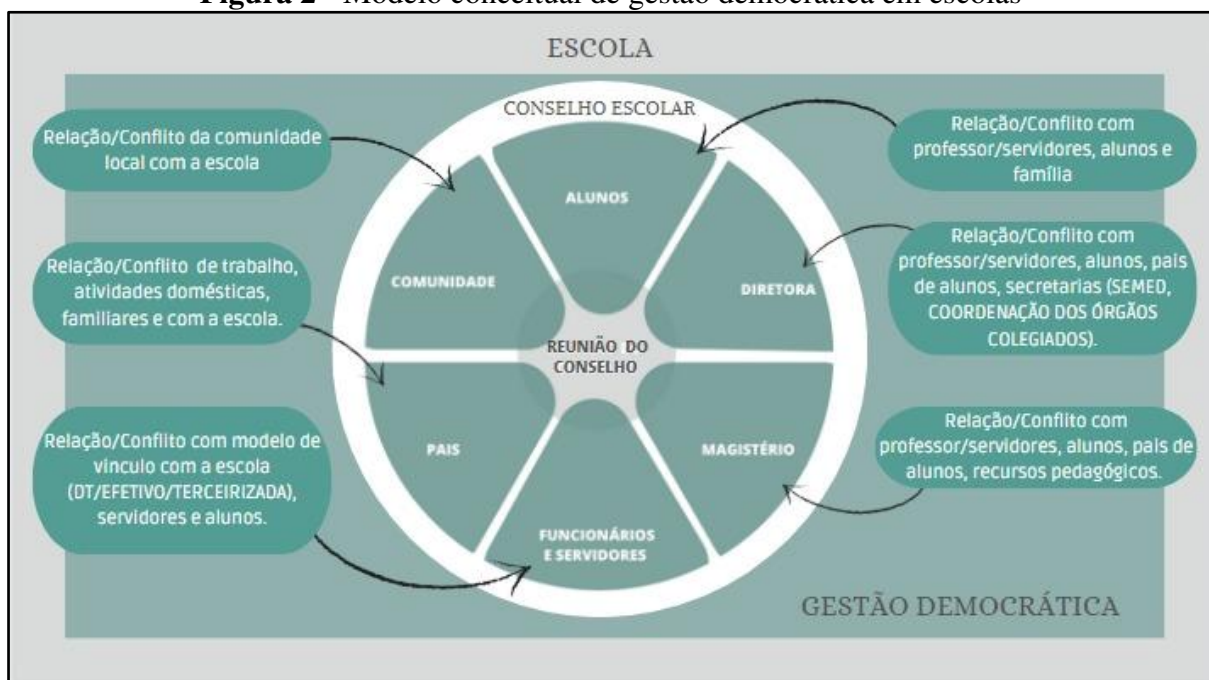 Figura 2 - Modelo conceitual de gestão democrática em escolas
ESCOLA
CONSELHO ESCOLAR
Relação/Conflito da comunidade
local com a escola
Relação/Conflito de trabalho,
atividades domésticas,
familiares e com a escola.
Relação/Conflito com modelo de
vinculo com a escola
(DT/EFETIVO/TERCEIRIZADA),
servidores e alunos.
ALUNOS
COMUNIDADE
DIRETORA
REUNIÃO DO
CONSELHO
PAIS
MAGISTÉRIO
FUNCIONÁRIOS
E SERVIDORES
Relação/Conflito com
professor/servidores, alunos e
família
Relação/Conflito com
professor/servidores, alunos, pais
de alunos, secretarias (SEMED,
COORDENAÇÃO DOS ÓRGÃOS
COLEGIADOS).
Relação/Conflito com
professor/servidores, alunos, pais de
alunos, recursos pedagógicos.
GESTÃO DEMOCRÁTICA